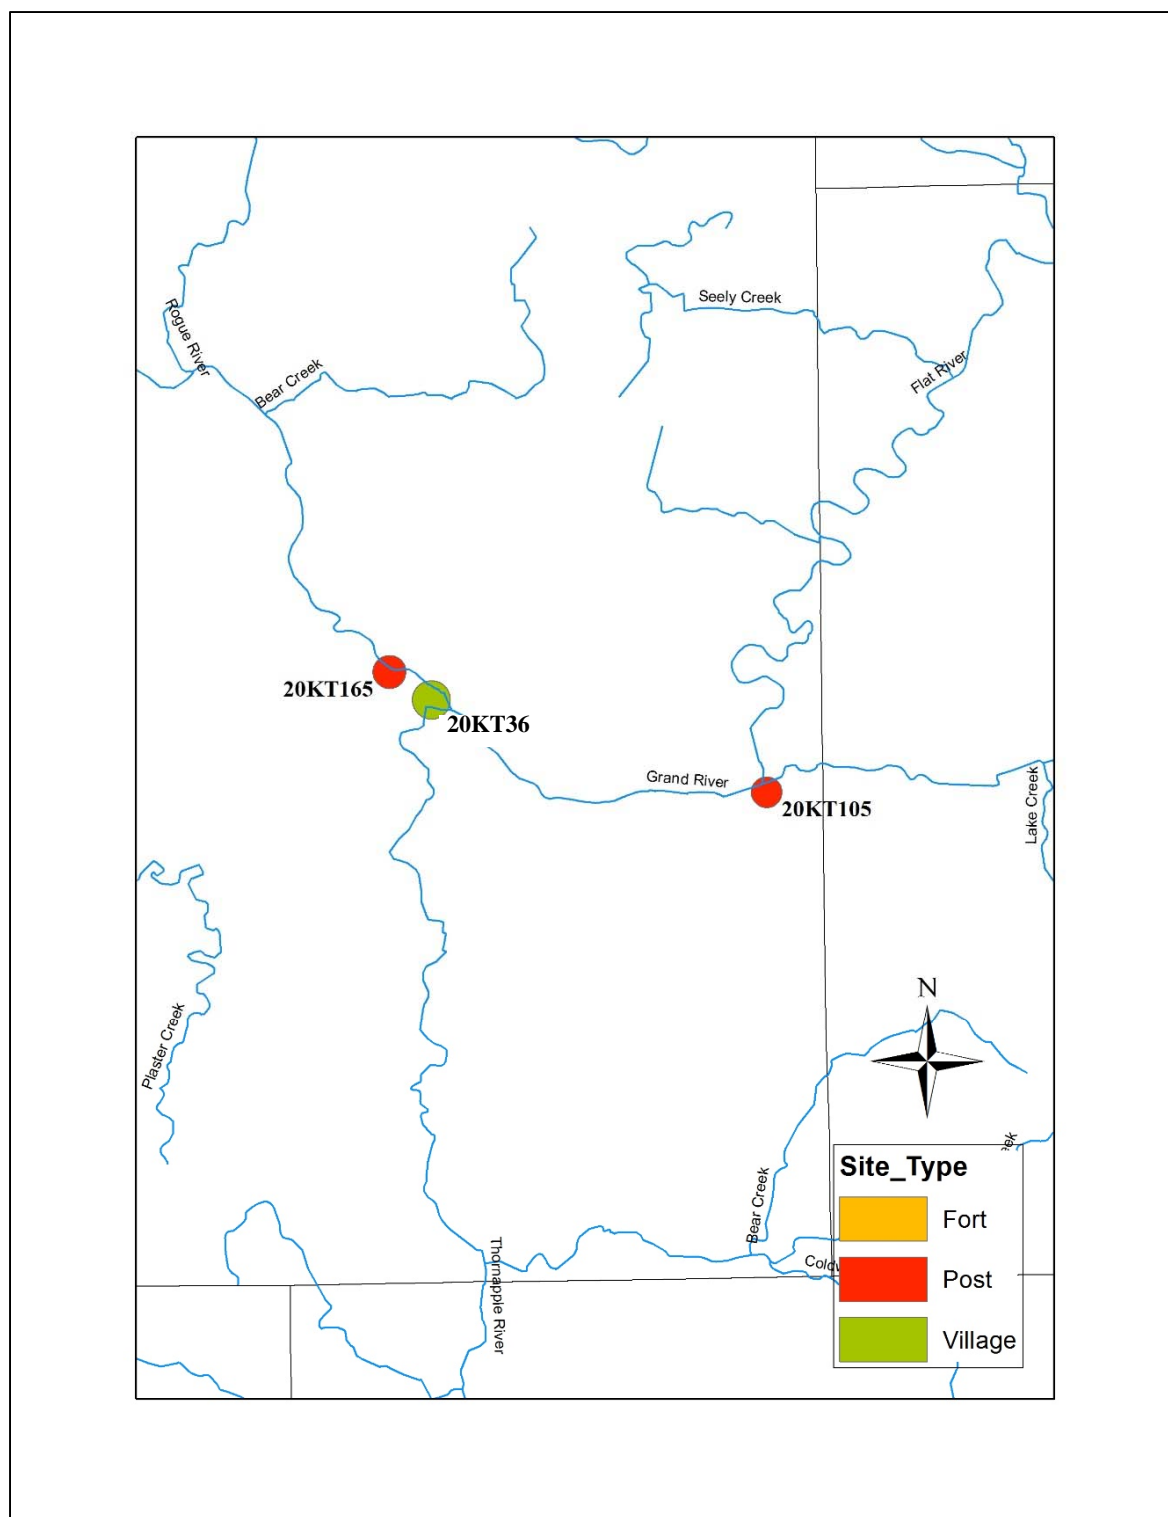 Seely Creek
Rogue River
Flat River
Bear Creek
20KT165
20KT36
Grand River
20KT105
Lake Creek
N
Plaster Creek
Bear Creek
Thornapple River
Site_Type
Fort
Post
Village